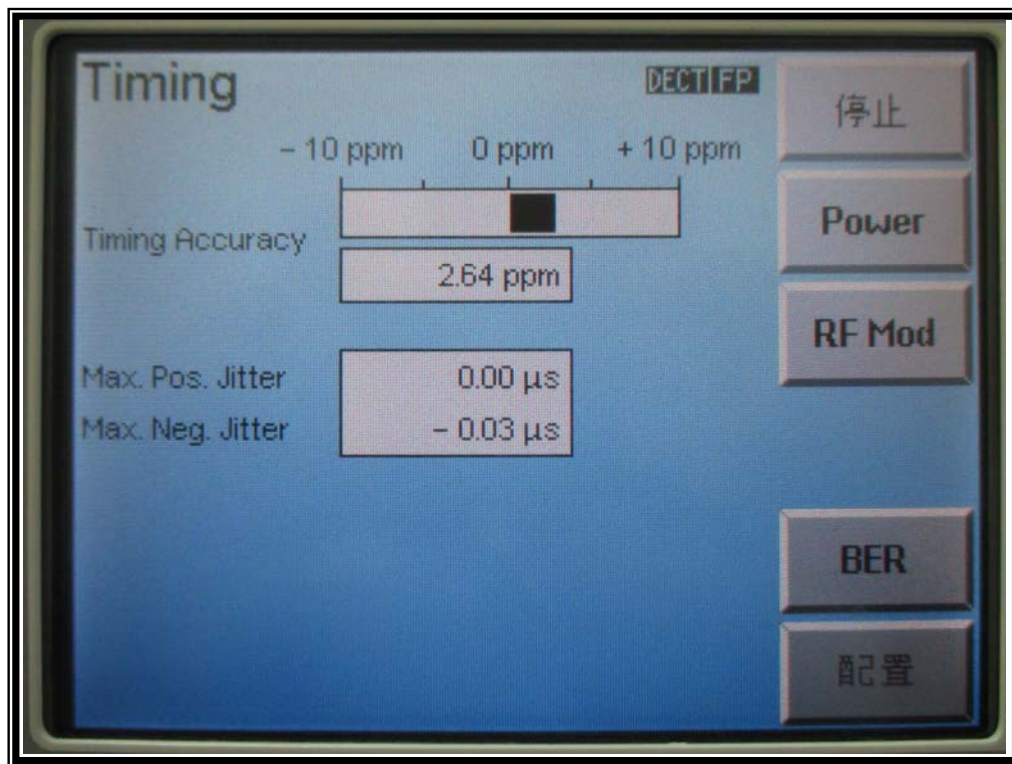 Timing
DECT FP
停止
– 10 ppm 0 ppm + 10 ppm
Timing Accuracy
2.64 ppm
Power
RF Mod
Max. Pos. Jitter 0.00 µs
Max. Neg. Jitter – 0.03 µs
BER
配置